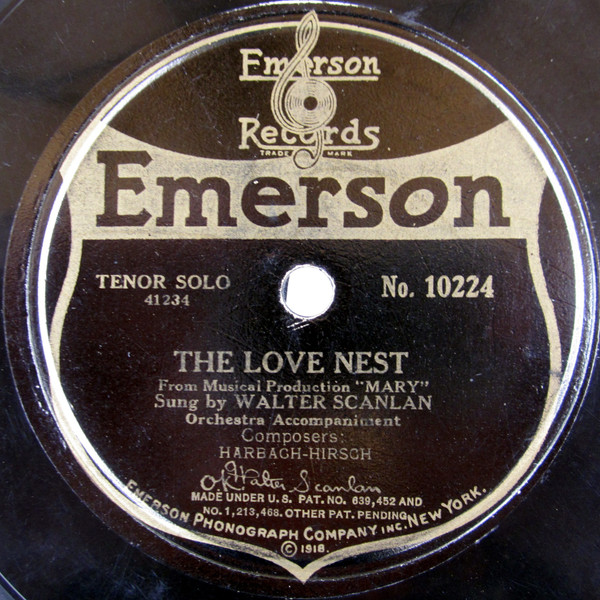 Emerson
Records
TRADE MARK
Emerson
TENOR SOLO
41234
No. 10224
THE LOVE NEST
From Musical Production "MARY"
Sung by WALTER SCANLAN
Orchestra Accompaniment
Composers:
HARBACH-HIRSCH
Walter Scanlan
MADE UNDER U.S. PAT. NO. 639,452 AND
NO. 1,213,468. OTHER PAT. PENDING
EMERSON PHONOGRAPH COMPANY INC. NEW YORK.
© 1918.